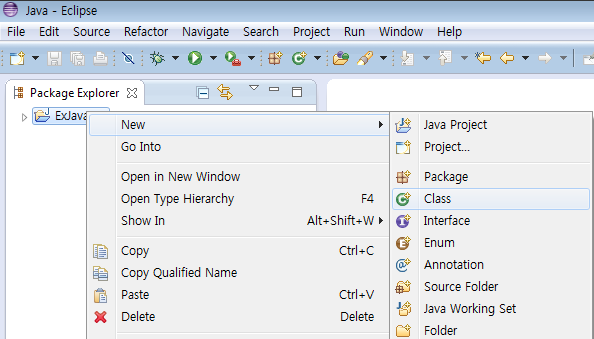 Java - Eclipse
File Edit Source Refactor Navigate Search Project Run Window Help
Package Explorer
ExJava
New
Go Into
Open in New Window
Open Type Hierarchy F4
Show In Alt+Shift+W
Copy Ctrl+C
Copy Qualified Name
Paste Ctrl+V
Delete Delete
Java Project
Project...
Package
Class
Interface
Enum
Annotation
Source Folder
Java Working Set
Folder